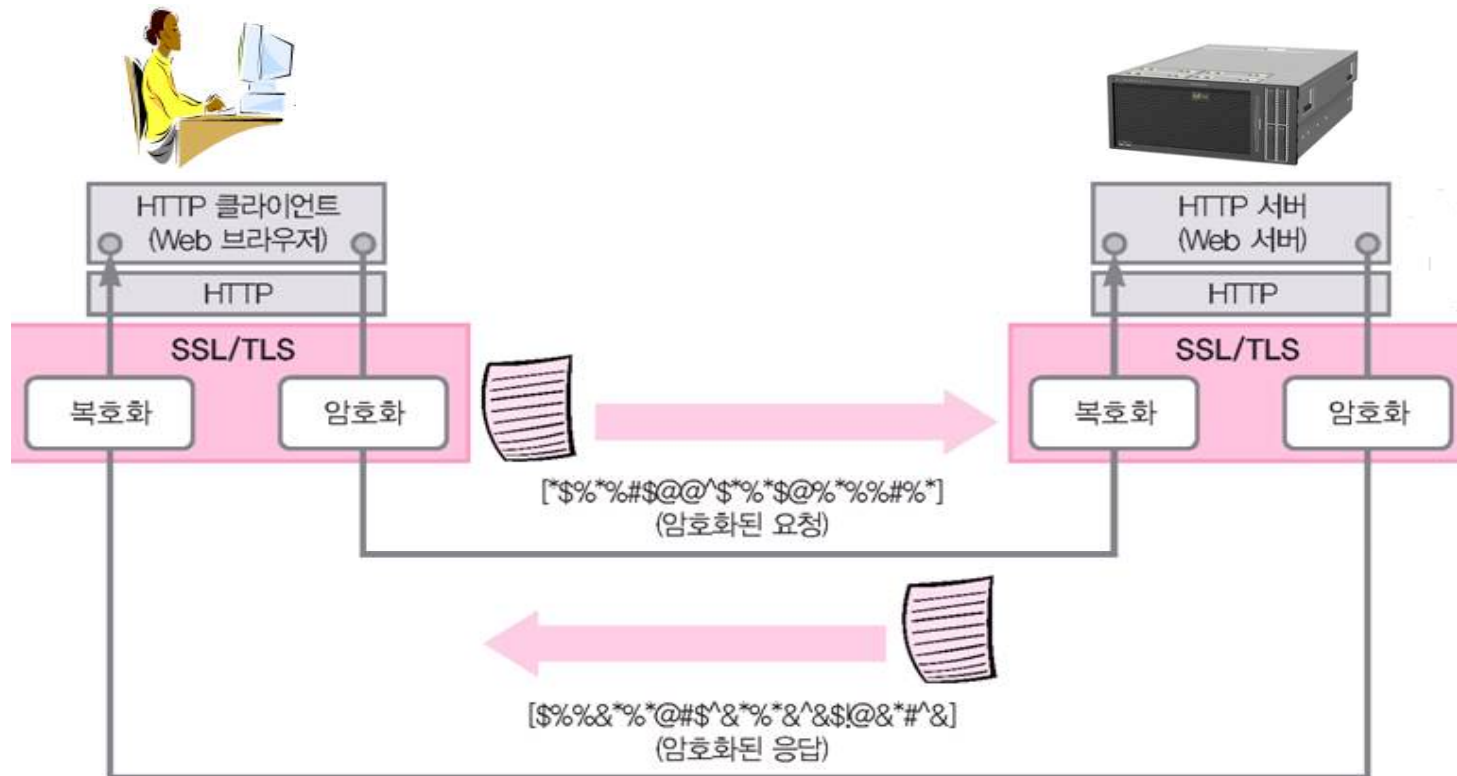 HTTP 클라이언트
(Web 브라우저)
HTTP
SSL/TLS
복호화
암호화
HTTP 서버
(Web 서버)
HTTP
SSL/TLS
복호화
암호화
[*$%*%#$@@^$*%*$@%*%%#%*]
(암호화된 요청)
[$%%&*%*@#$^&*%*&^&$!@&*#^&]
(암호화된 응답)